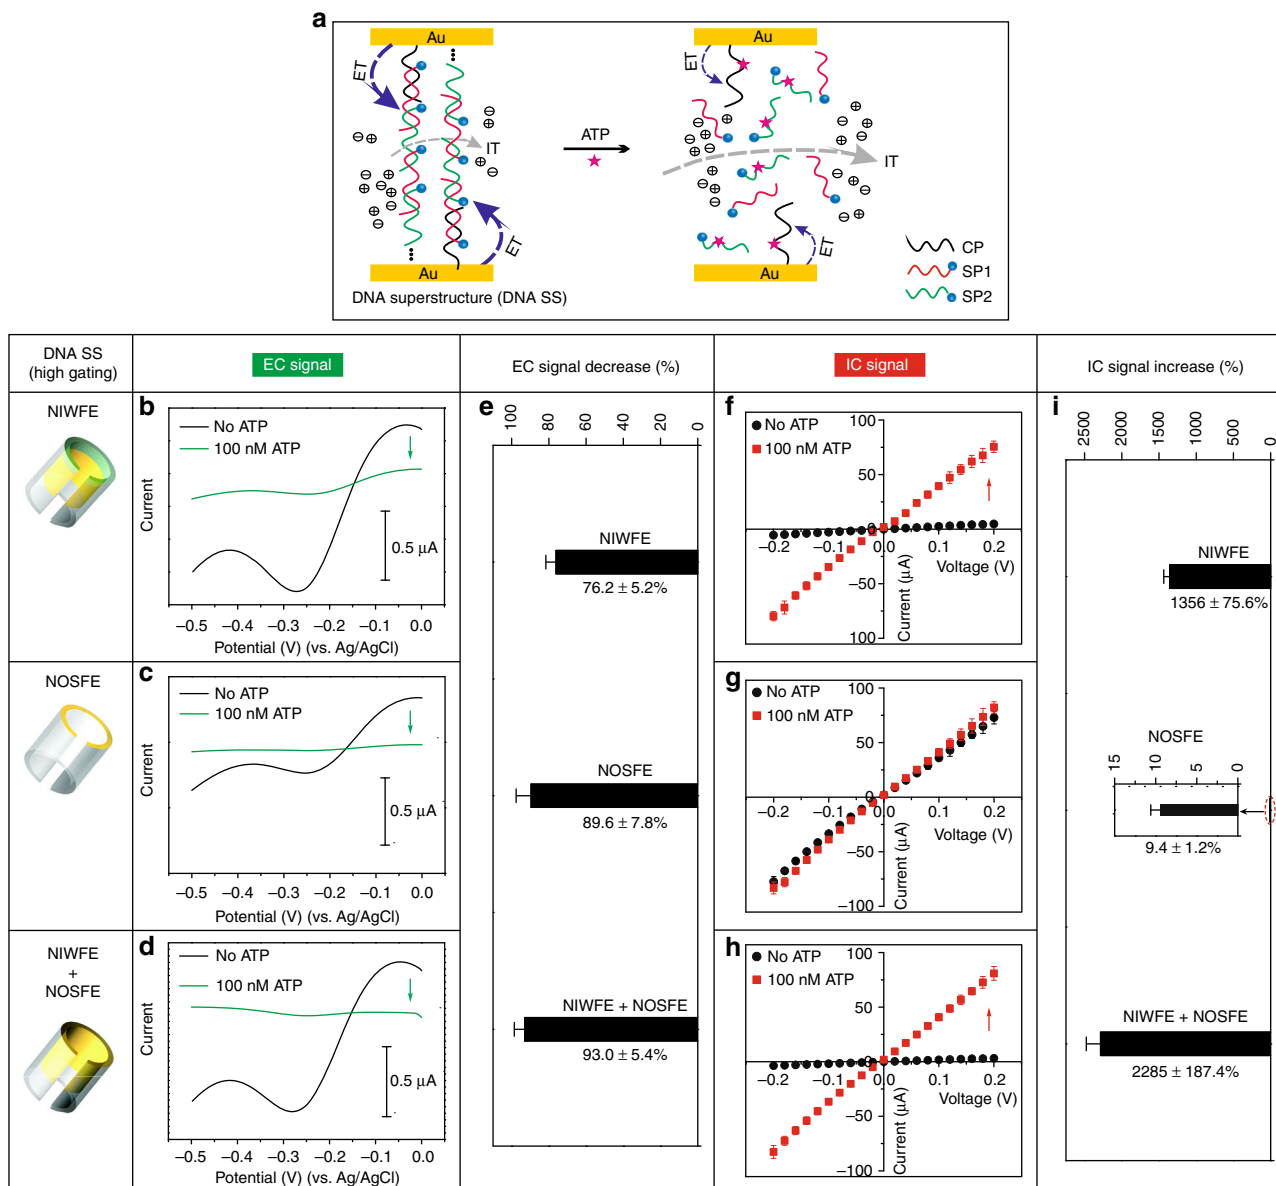 a
Au
Au
ET
ET
IT
ATP
ET
IT
ET
Au
Au
CP
SP1
SP2
DNA superstructure (DNA SS)
DNA SS
(high gating)
EC signal
EC signal decrease (%)
IC signal
IC signal increase (%)
NIWFE
b
No ATP
100 nM ATP
Current
0.5 μA
−0.5 −0.4 −0.3 −0.2 −0.1 0.0
Potential (V) (vs. Ag/AgCl)
e
100 80 60 40 20 0
NIWFE
76.2 ± 5.2%
NOSFE
89.6 ± 7.8%
NIWFE + NOSFE
93.0 ± 5.4%
f
No ATP
100 nM ATP
100
50
0
−50
100
−0.2 −0.1 0.0 0.1 0.2
Voltage (V)
Current (μA)
i
2500 2000 1500 1000 500 0
NIWFE
1356 ± 75.6%
NOSFE
15 10 5 0
9.4 ± 1.2%
NIWFE + NOSFE
2285 ± 187.4%
NOSFE
c
No ATP
100 nM ATP
Current
0.5 μA
−0.5 −0.4 −0.3 −0.2 −0.1 0.0
Potential (V) (vs. Ag/AgCl)
g
No ATP
100 nM ATP
100
50
0
−50
−100
−0.2 −0.1 0.0 0.1 0.2
Voltage (V)
Current (μA)
NIWFE
+
NOSFE
d
No ATP
100 nM ATP
Current
0.5 μA
−0.5 −0.4 −0.3 −0.2 −0.1 0.0
Potential (V) (vs. Ag/AgCl)
h
No ATP
100 nM ATP
100
50
0
−50
−100
−0.2 −0.1 0.0 0.1 0.2
Voltage (V)
Current (μA)